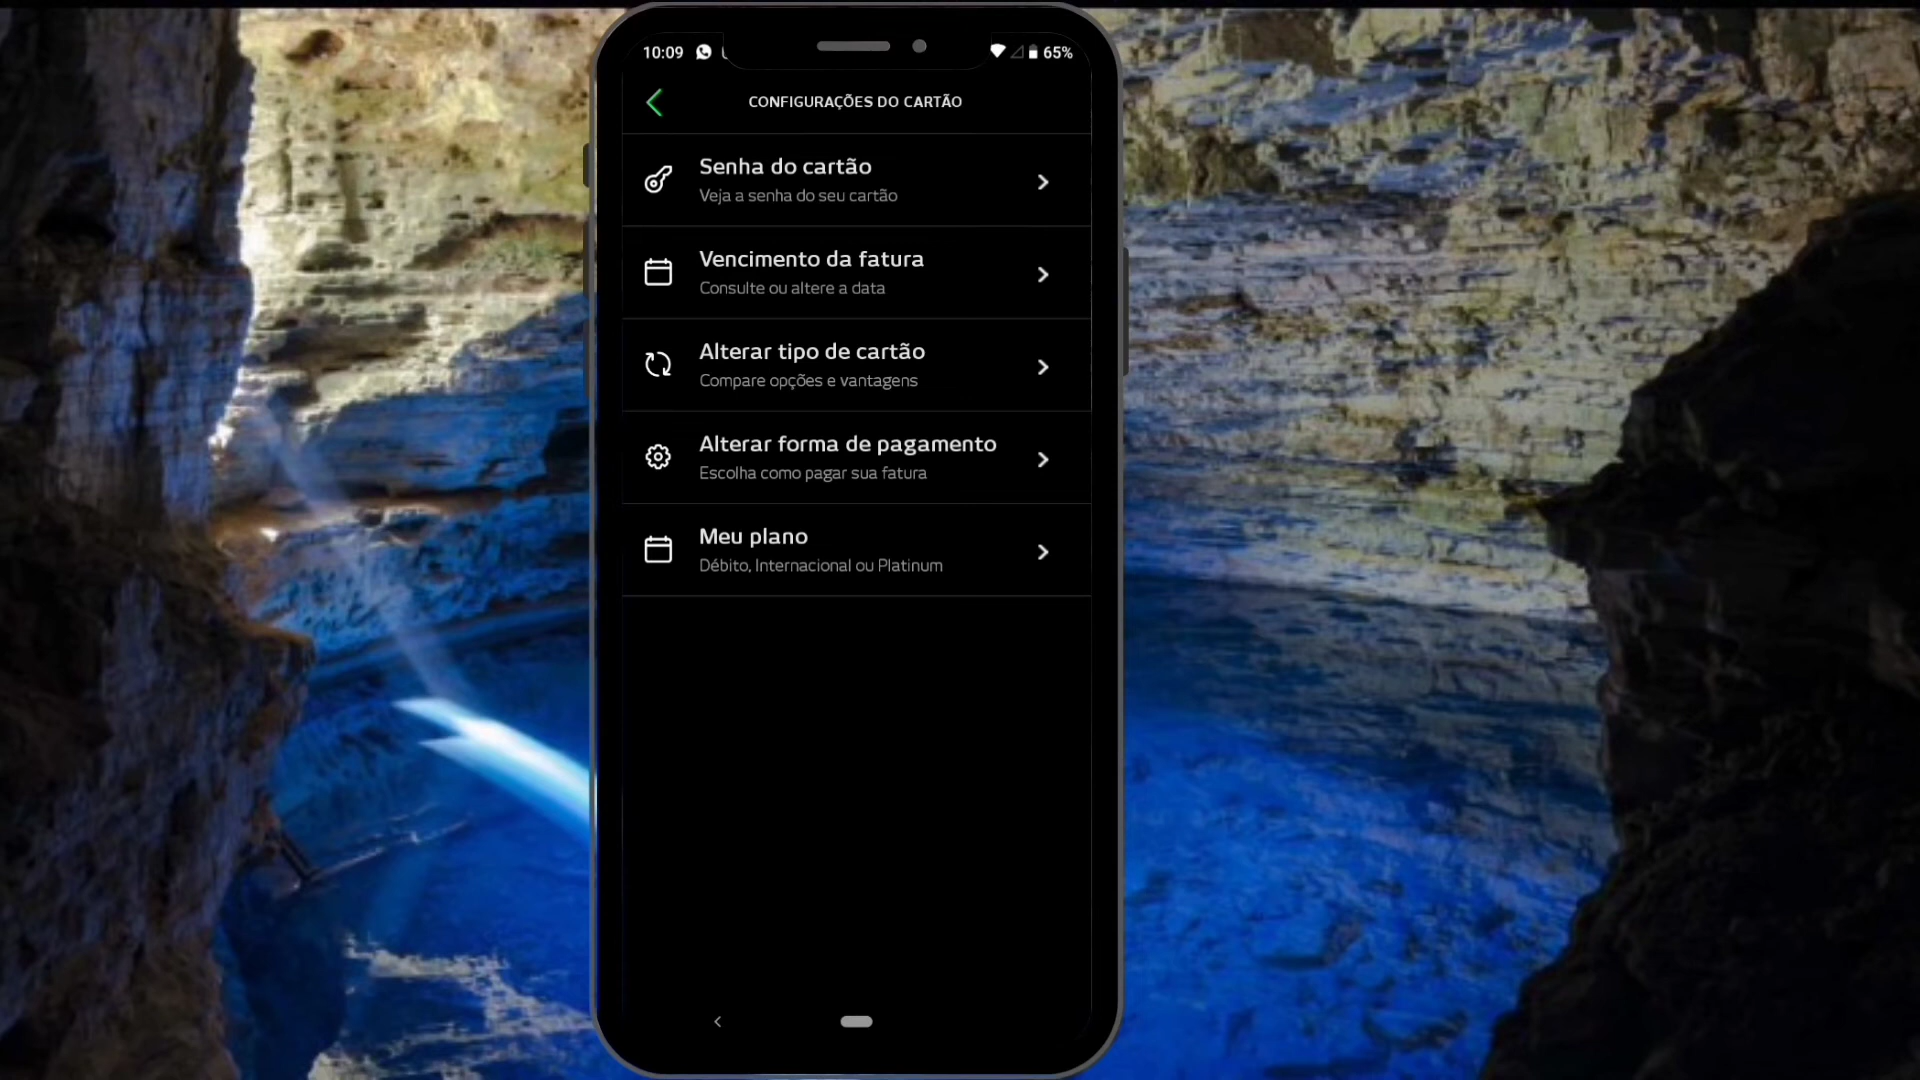 10:09
65%
CONFIGURAÇÕES DO CARTÃO
Senha do cartão
Veja a senha do seu cartão
Vencimento da fatura
Consulte ou altere a data
Alterar tipo de cartão
Compare opções e vantagens
Alterar forma de pagamento
Escolha como pagar sua fatura
Meu plano
Débito, Internacional ou Platinum